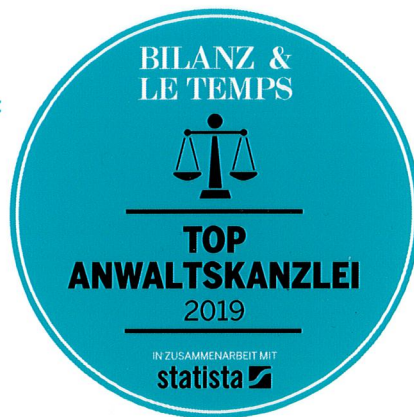 BILANZ &
LE TEMPS
TOP
ANWALTSKANZLEI
2019
IN ZUSAMMENARBEIT MIT
statista